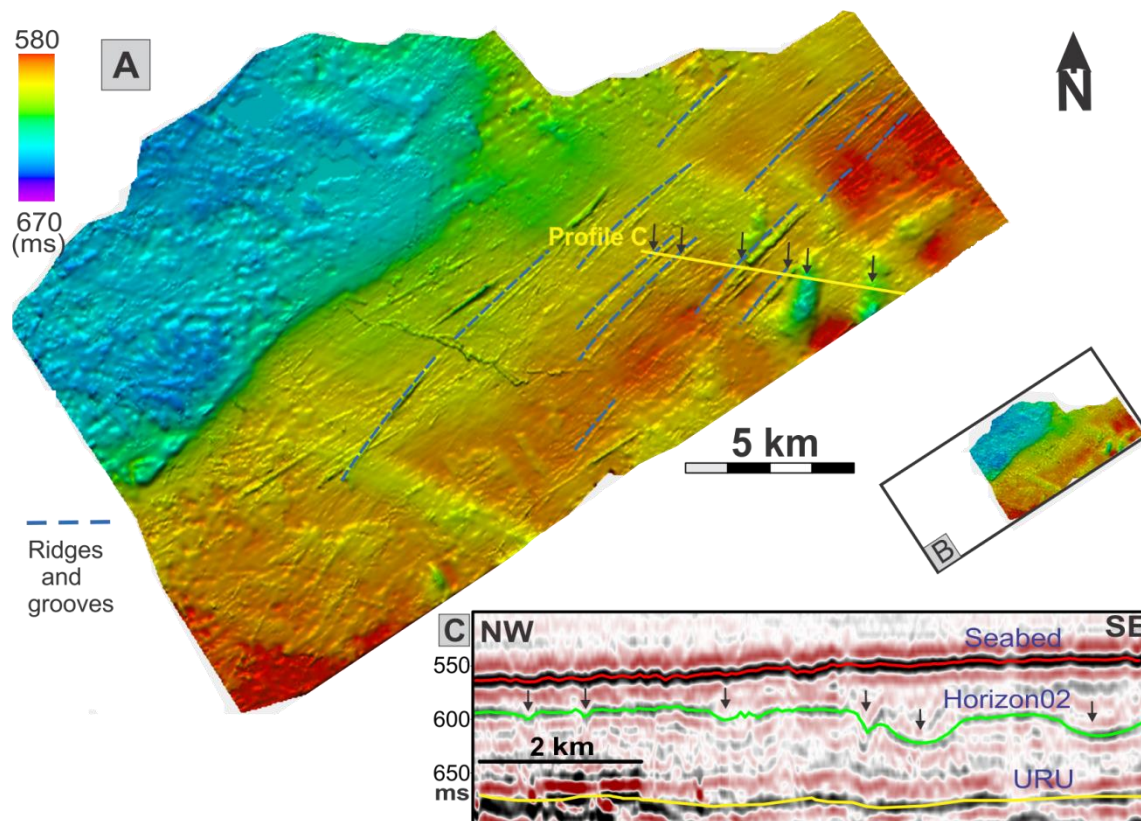 580
A
N
670
(ms)
Profile C
5 km
Ridges
and
grooves
B
C
NW
SE
Seabed
550
Horizon02
600
2 km
650
ms
URU